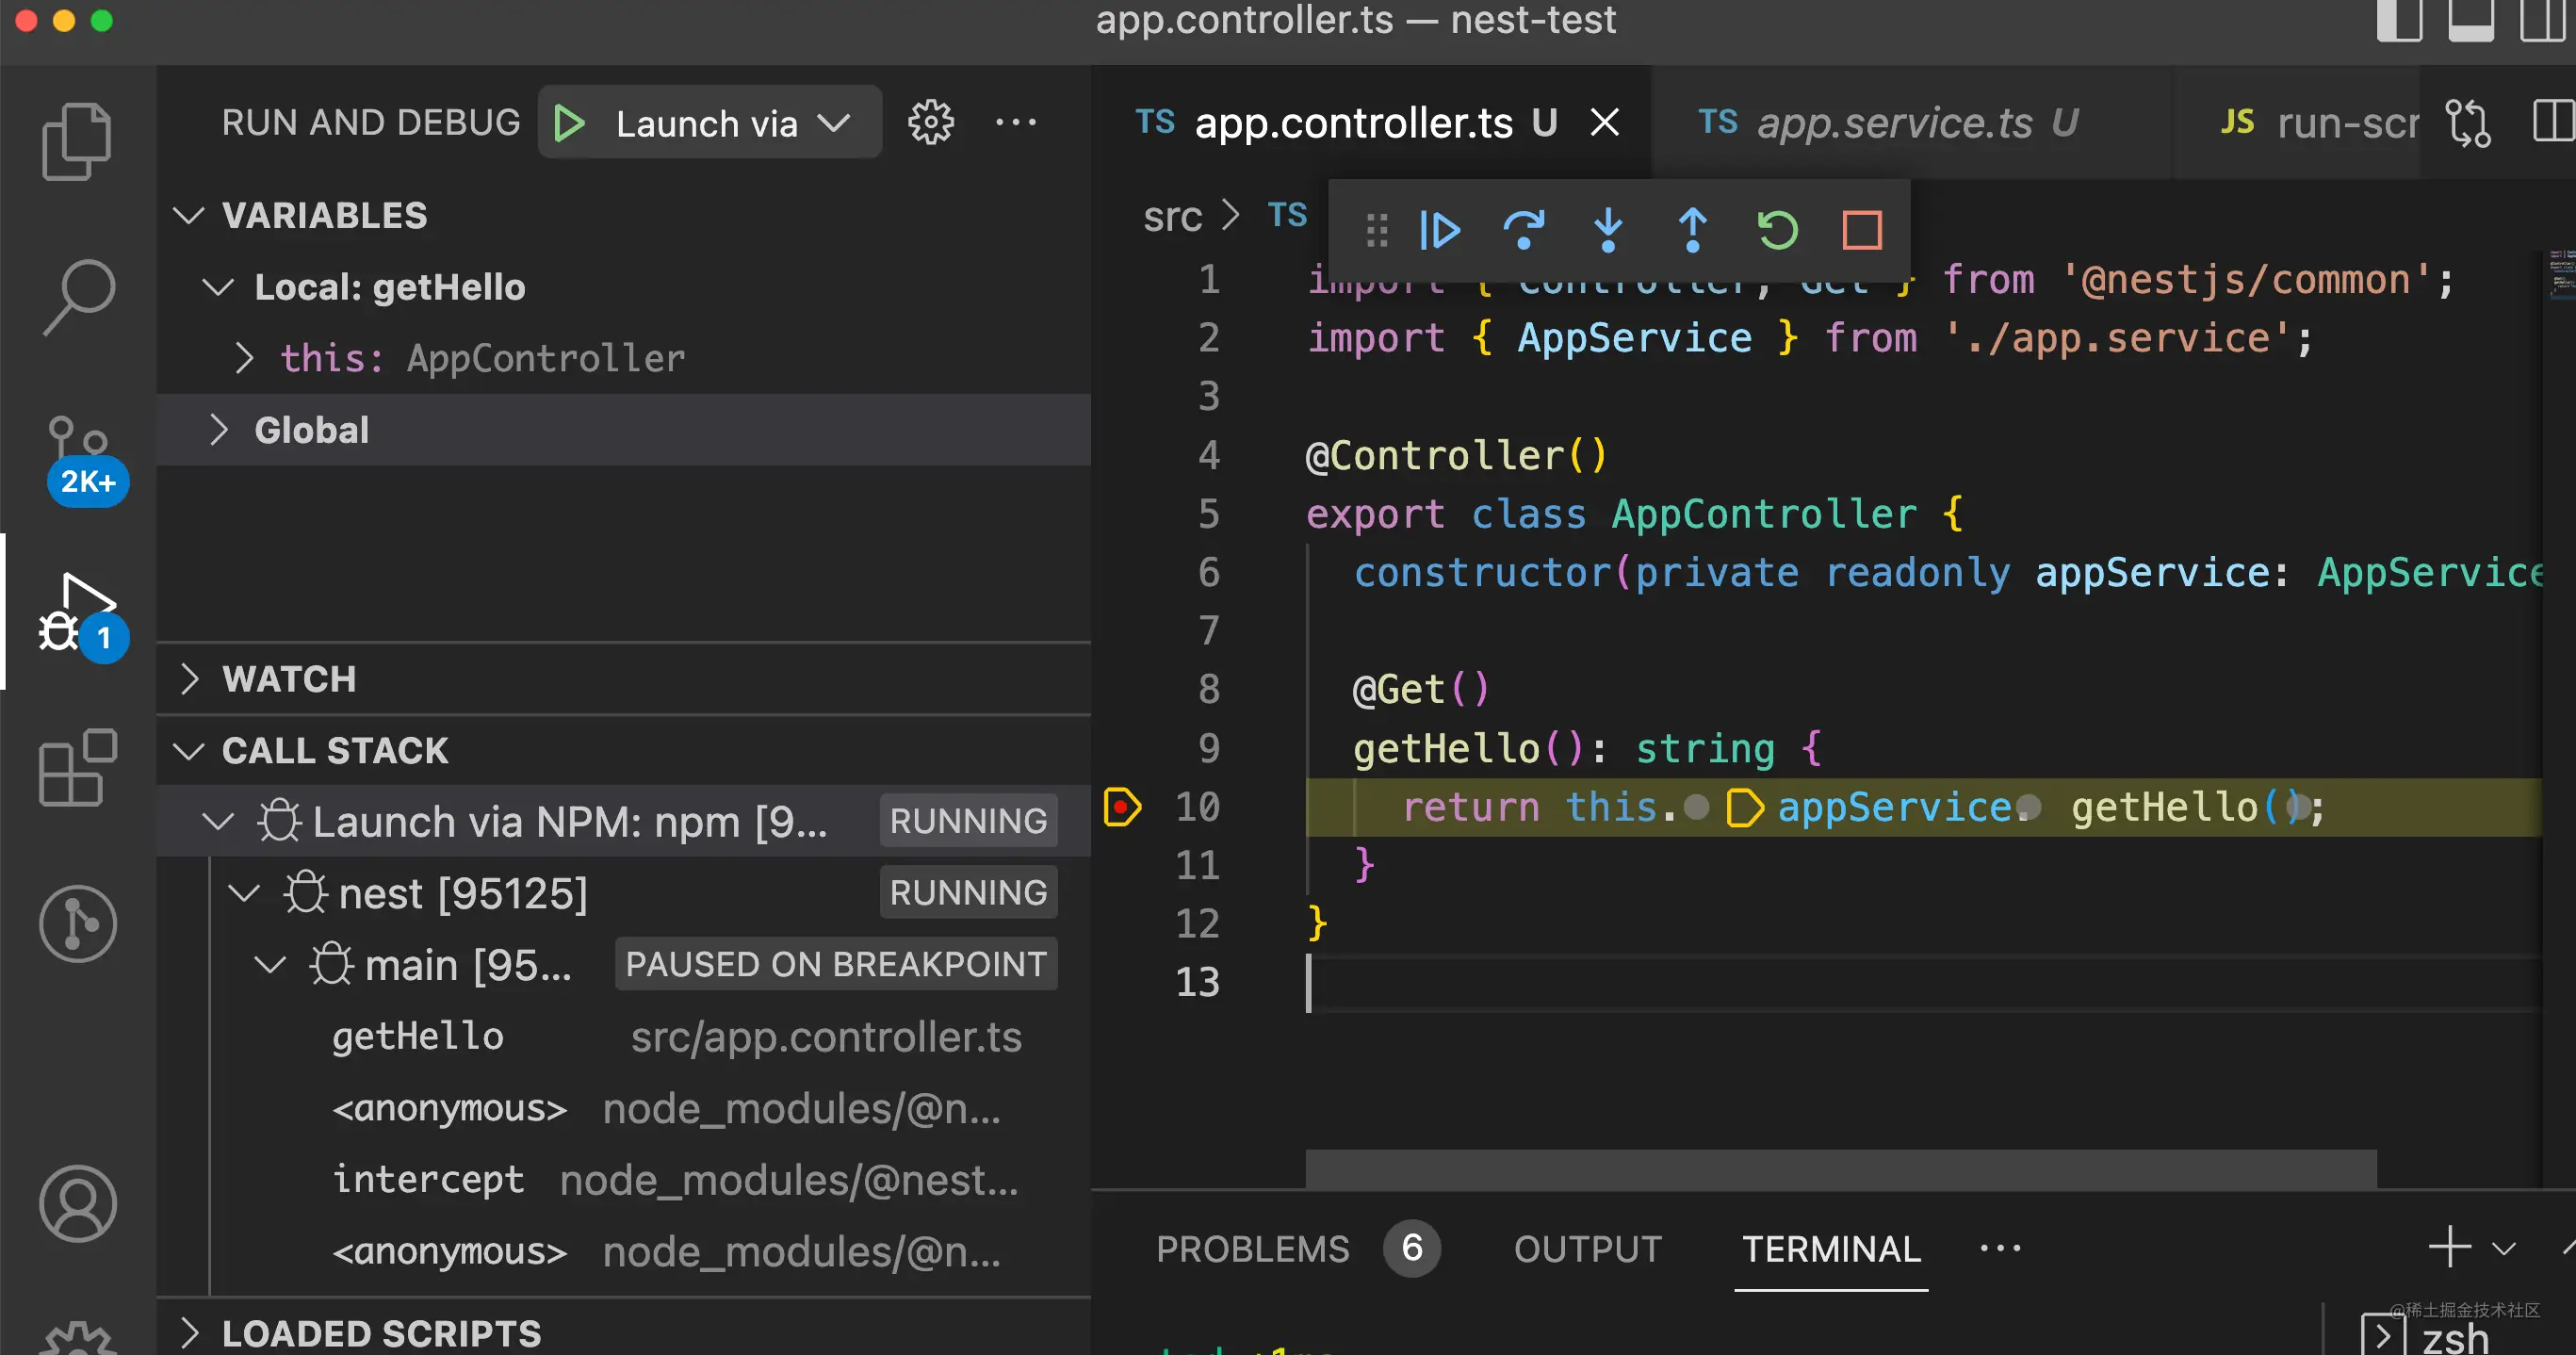 app.controller.ts — nest-test
RUN AND DEBUG
Launch via
VARIABLES
Local: getHello
this: AppController
Global
2K+
1
WATCH
CALL STACK
Launch via NPM: npm [9... RUNNING
nest [95125] RUNNING
main [95... PAUSED ON BREAKPOINT
getHello src/app.controller.ts
<anonymous> node_modules/@n...
intercept node_modules/@nest...
<anonymous> node_modules/@n...
LOADED SCRIPTS
TS app.controller.ts U
TS app.service.ts U
JS run-scr
src > TS
1 import { Controller, Get } from '@nestjs/common';
2 import { AppService } from './app.service';
3
4 @Controller()
5 export class AppController {
6 constructor(private readonly appService: AppService
7
8 @Get()
9 getHello(): string {
10 return this.appService.getHello();
11 }
12 }
13
PROBLEMS 6 OUTPUT TERMINAL
@稀土掘金技术社区
zsh